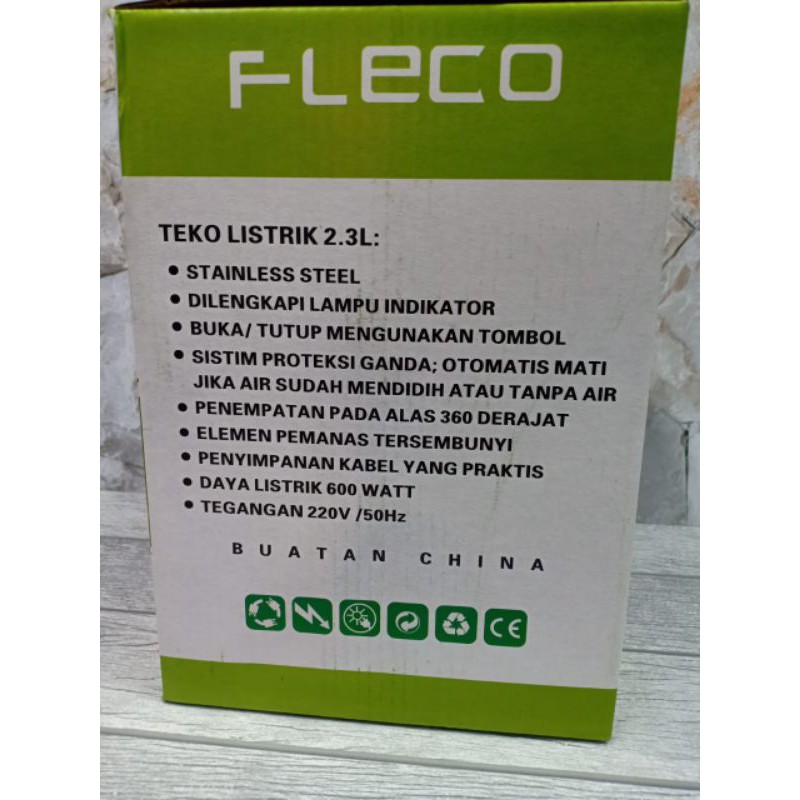 FLECO
TEKO LISTRIK 2.3L:
• STAINLESS STEEL
• DILENGKAPI LAMPU INDIKATOR
• BUKA/ TUTUP MENGUNAKAN TOMBOL
• SISTIM PROTEKSI GANDA; OTOMATIS MATI
JIKA AIR SUDAH MENDIDIH ATAU TANPA AIR
• PENEMPATAN PADA ALAS 360 DERAJAT
• ELEMEN PEMANAS TERSEMBUNYI
• PENYIMPANAN KABEL YANG PRAKTIS
• DAYA LISTRIK 600 WATT
• TEGANGAN 220V /50Hz
BUATAN CHINA
CE